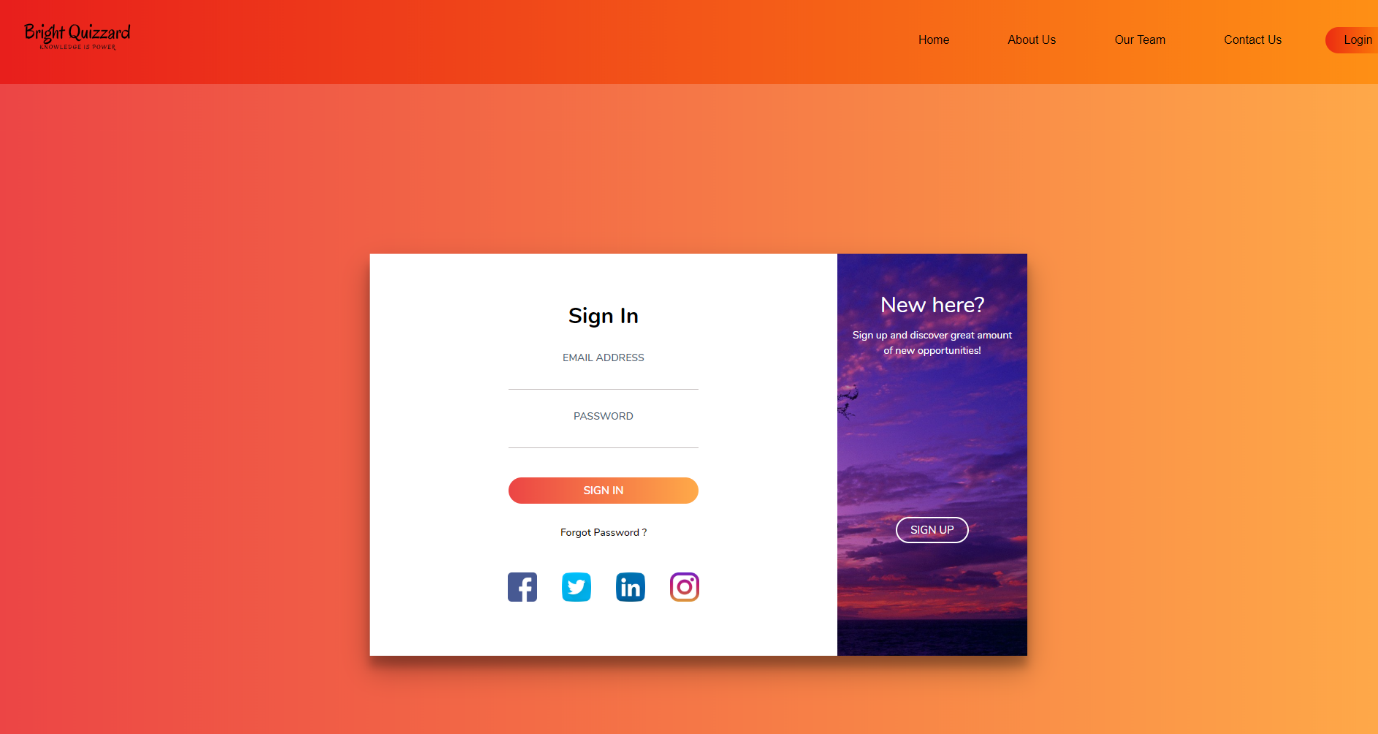 Bright Quizzard
KNOWLEDGE IS POWER
Home
About Us
Our Team
Contact Us
Login
Sign In
EMAIL ADDRESS
PASSWORD
SIGN IN
Forgot Password ?
New here?
Sign up and discover great amount
of new opportunities!
SIGN UP